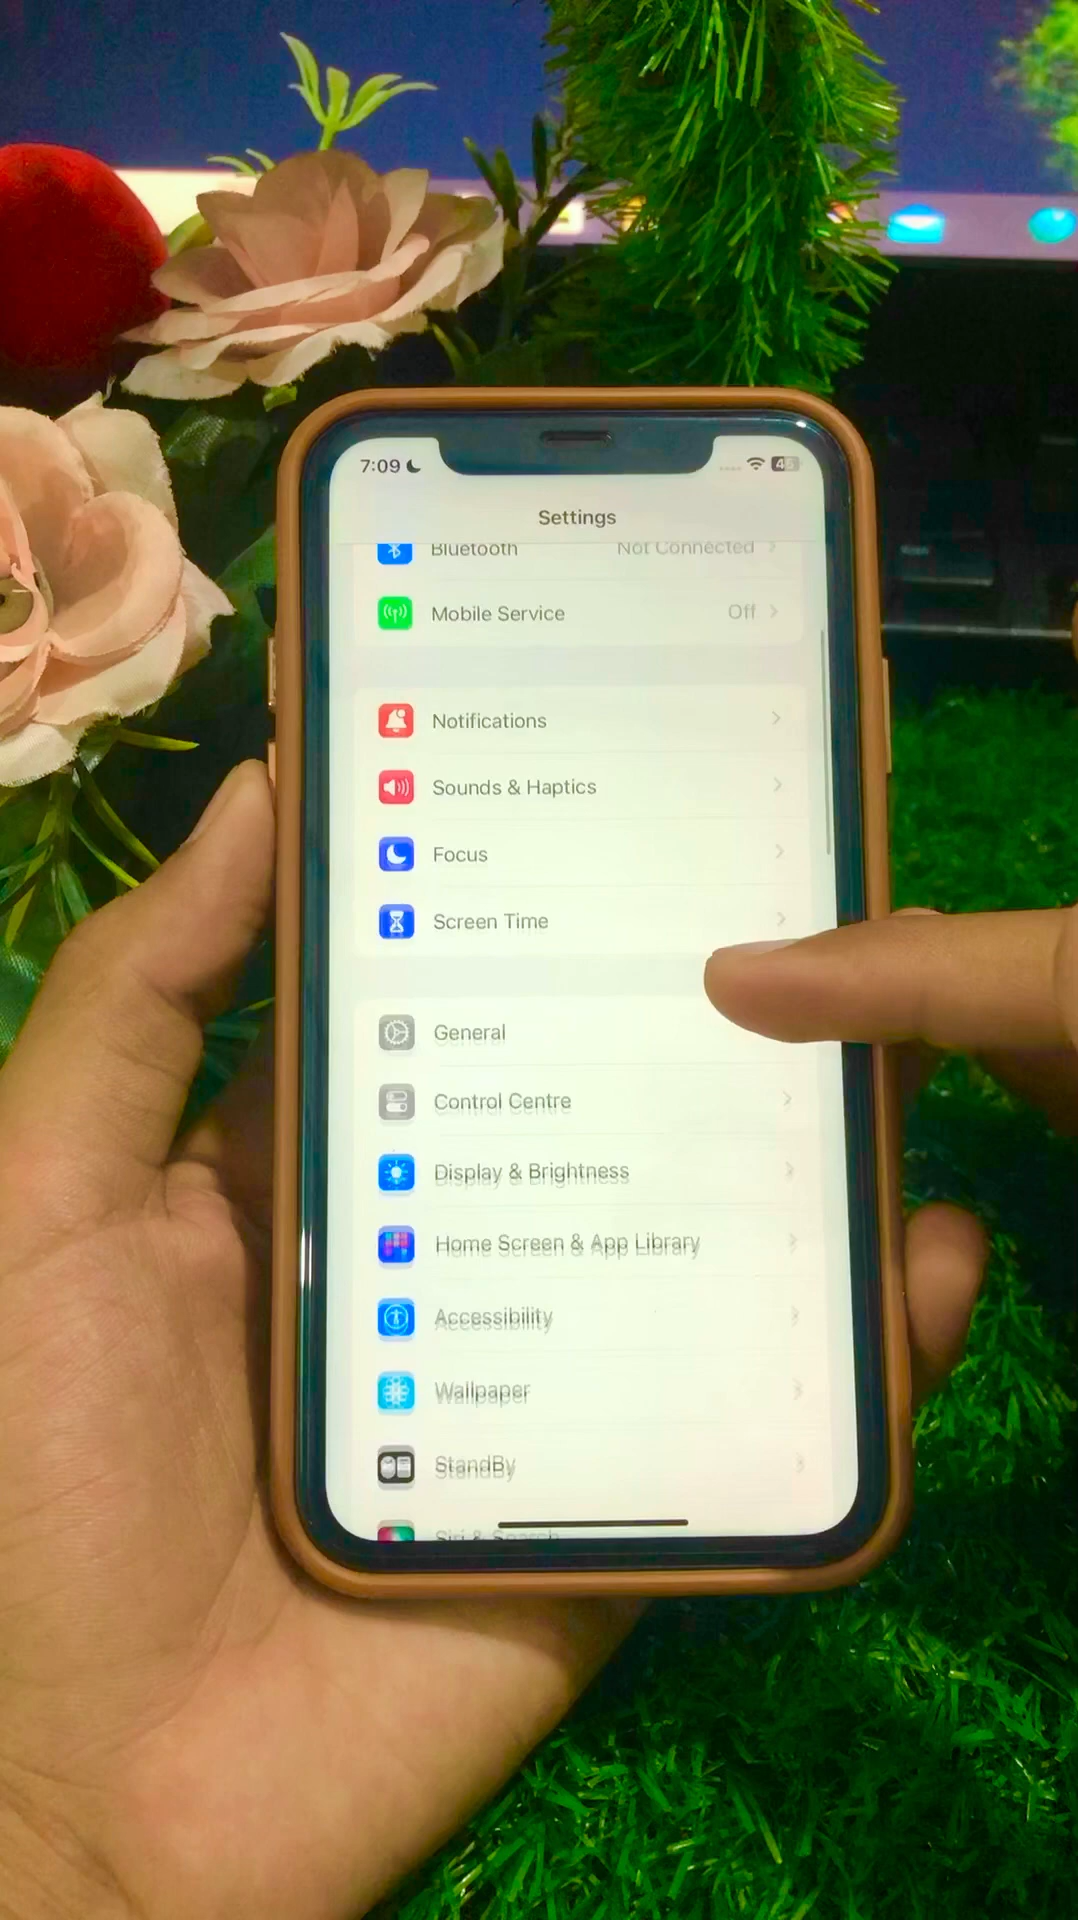 7:09
45
Settings
Bluetooth Not Connected
Mobile Service Off
Notifications
Sounds & Haptics
Focus
Screen Time
General
Control Centre
Display & Brightness
Home Screen & App Library
Accessibility
Wallpaper
StandBy
Siri & Search